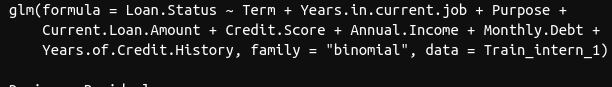 glm(formula = Loan.Status ~ Term + Years.in.current.job + Purpose +
Current.Loan.Amount + Credit.Score + Annual.Income + Monthly.Debt +
Years.of.Credit.History, family = "binomial", data = Train_intern_1)